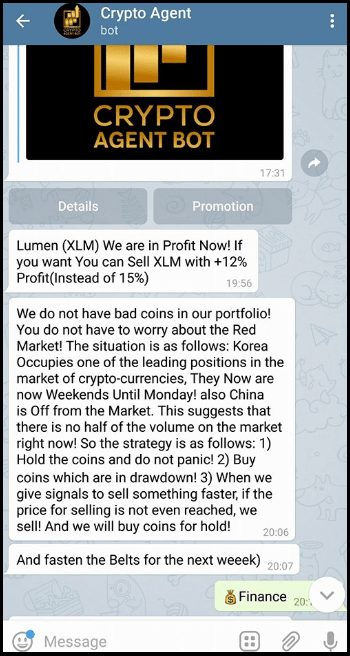 Crypto Agent
bot
CRYPTO
AGENT BOT
17:31
Details
Promotion
Lumen (XLM) We are in Profit Now! If
you want You can Sell XLM with +12%
Profit(Instead of 15%)
19:56
We do not have bad coins in our portfolio!
You do not have to worry about the Red
Market! The situation is as follows: Korea
Occupies one of the leading positions in the
market of crypto-currencies, They Now are
now Weekends Until Monday! also China
is Off from the Market. This suggests that
there is no half of the volume on the market
right now! So the strategy is as follows: 1)
Hold the coins and do not panic! 2) Buy
coins which are in drawdown! 3) When we
give signals to sell something faster, if the
price for selling is not even reached, we
sell! And we will buy coins for hold!
20:06
And fasten the Belts for the next weeek)
20:07
💰Finance
Message